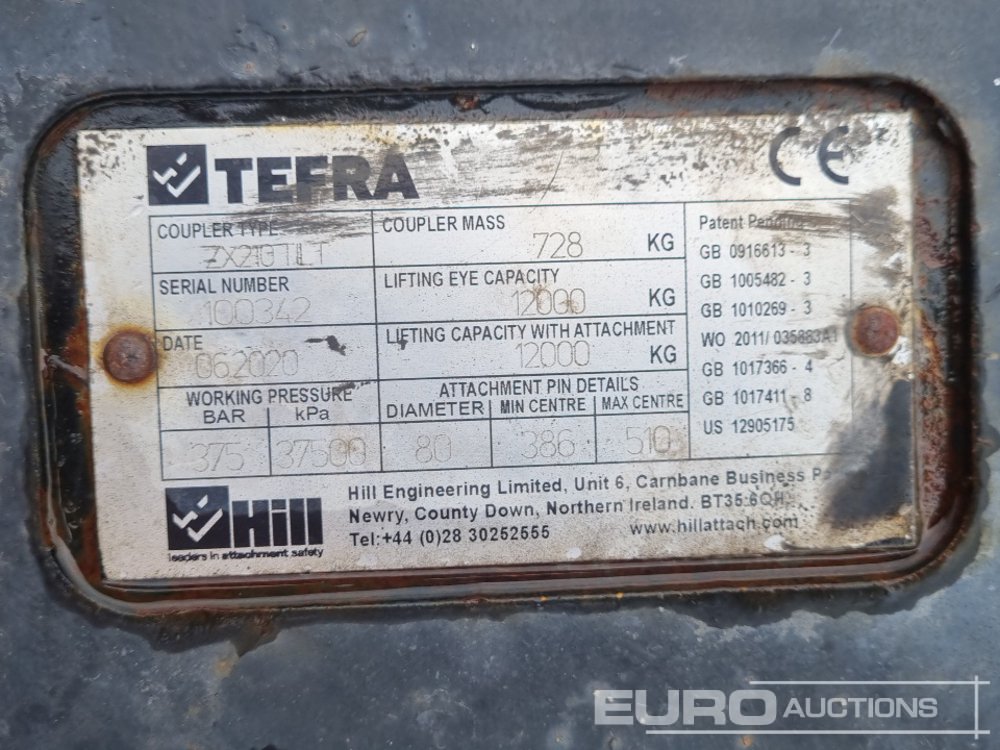 TEFRA CE
COUPLER TYPE
ZX210TILT
COUPLER MASS
728 KG
SERIAL NUMBER
100342
LIFTING EYE CAPACITY
12000 KG
DATE
062020
LIFTING CAPACITY WITH ATTACHMENT
12000 KG
WORKING PRESSURE
BAR kPa
375 37500
ATTACHMENT PIN DETAILS
DIAMETER MIN CENTRE MAX CENTRE
80 386 510
Patent Pending
GB 0916613 - 3
GB 1005482 - 3
GB 1010269 - 3
WO 2011/035883A1
GB 1017366 - 4
GB 1017411 - 8
US 12905175
Hill
leaders in attachment safety
Hill Engineering Limited, Unit 6, Carnbane Business
Newry, County Down, Northern Ireland. BT35 6QH
Tel:+44 (0)28 30252555 www.hillattach.com
EURO AUCTIONS